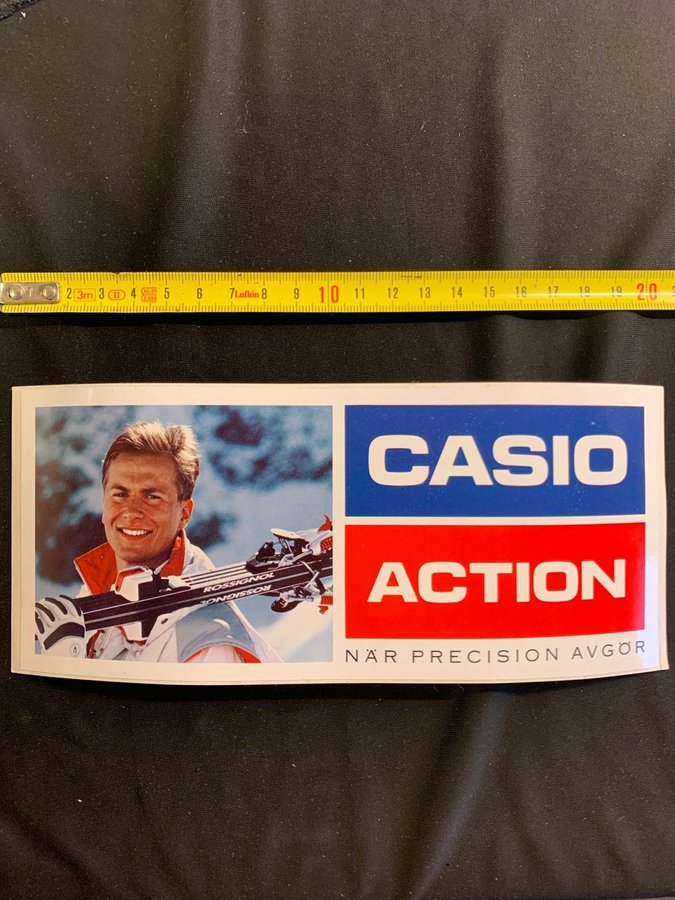 2 3m 3 II 4 5 6 7 Lufkin 8 9 10 11 12 13 14 15 16 17 18 19 20
CASIO
ACTION
ROSSIGNOL
ROSSIGNOL
NÄR PRECISION AVGÖR